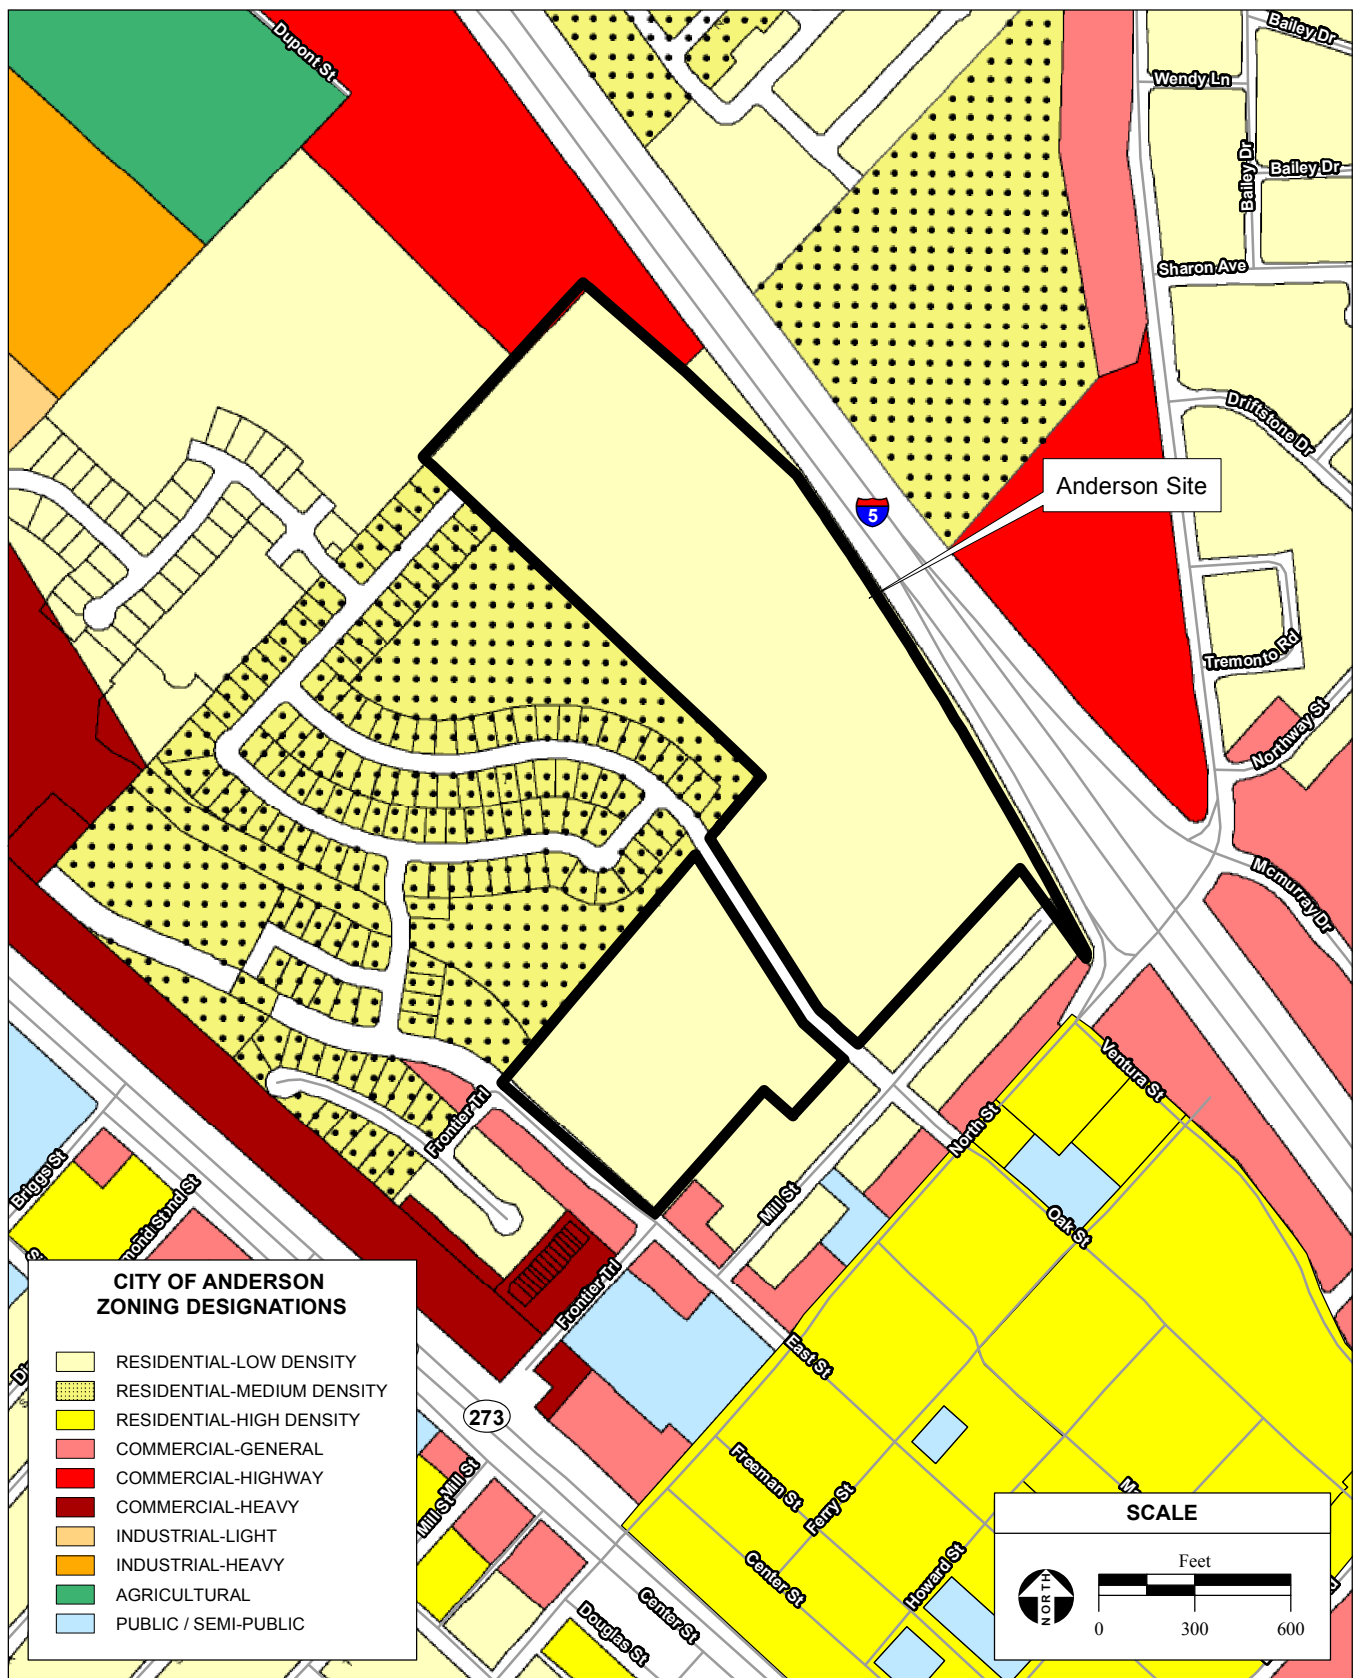 Dupont St
Bailey Dr
Wendy Ln
Bailey Dr
Bailey Dr
Sharon Ave
Driftstone Dr
Anderson Site
5
Tremonto Rd
Northway St
Mcmurray Dr
Ventura St
Frontier Trl
North St
Briggs St
Mill St
Oak St
Frontier Trl
East St
273
Mill St
Mill St
Freeman St
Ferry St
Center St
Howard St
Center St
Douglas St
CITY OF ANDERSON
ZONING DESIGNATIONS
RESIDENTIAL-LOW DENSITY
RESIDENTIAL-MEDIUM DENSITY
RESIDENTIAL-HIGH DENSITY
COMMERCIAL-GENERAL
COMMERCIAL-HIGHWAY
COMMERCIAL-HEAVY
INDUSTRIAL-LIGHT
INDUSTRIAL-HEAVY
AGRICULTURAL
PUBLIC / SEMI-PUBLIC
SCALE
Feet
NORTH
0 300 600